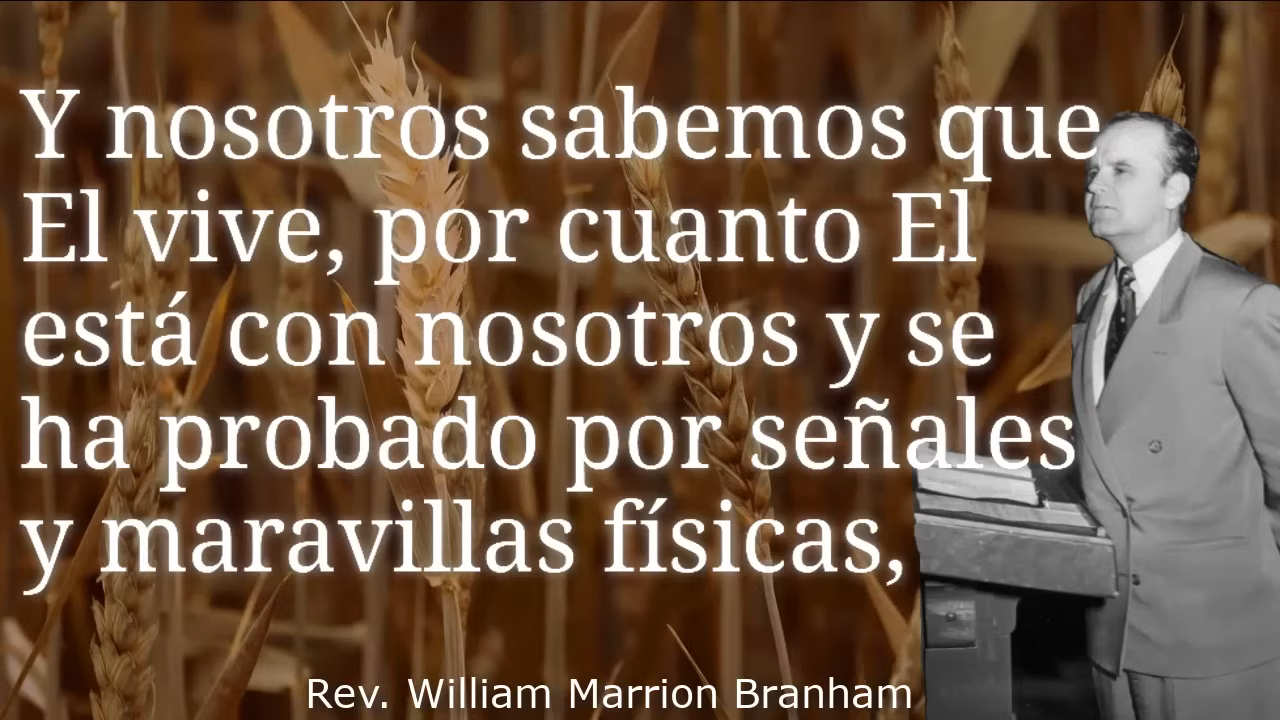 Y nosotros sabemos que
El vive, por cuanto El
está con nosotros y se
ha probado por señales
y maravillas físicas,
Rev. William Marrion Branham